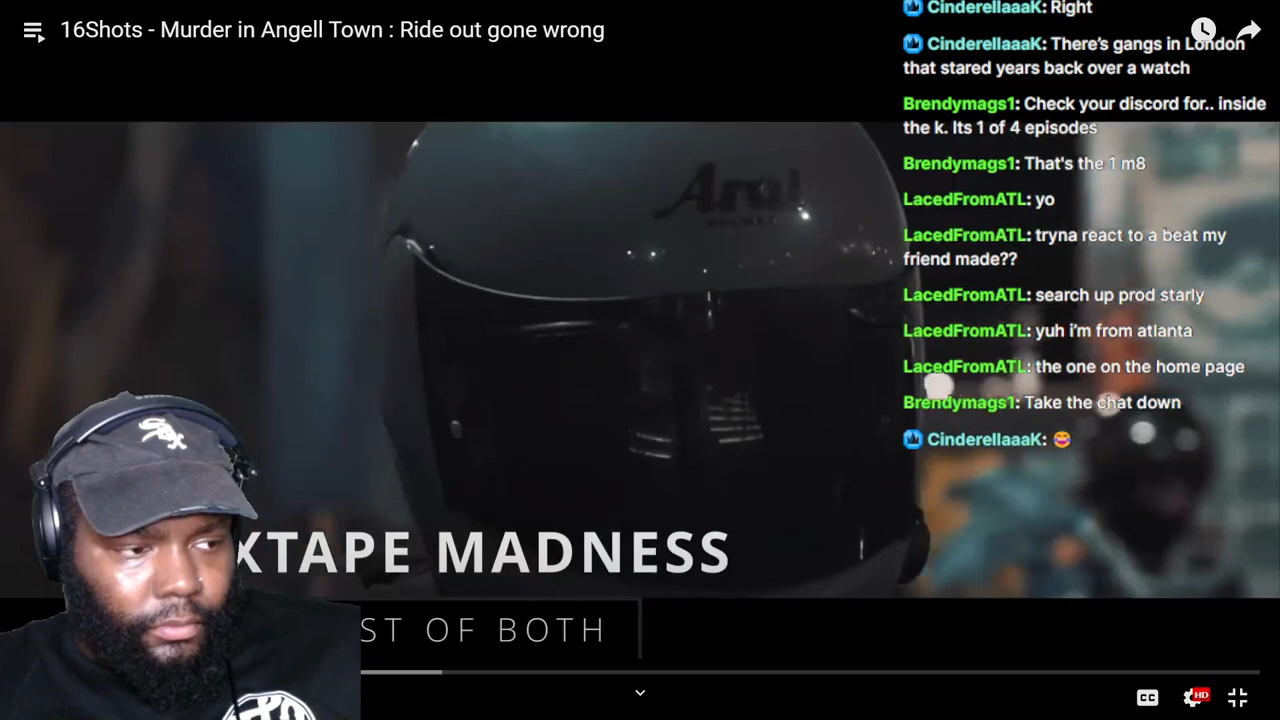 16Shots - Murder in Angell Town : Ride out gone wrong
CinderellaaaK: Right
CinderellaaaK: There's gangs in London
that stared years back over a watch
Brendymags1: Check your discord for.. inside
the k. Its 1 of 4 episodes
Brendymags1: That's the 1 m8
LacedFromATL: yo
LacedFromATL: tryna react to a beat my
friend made??
LacedFromATL: search up prod starly
LacedFromATL: yuh i'm from atlanta
LacedFromATL: the one on the home page
Brendymags1: Take the chat down
CinderellaaaK: 😂
Arai
Sox
XTAPE MADNESS
ST OF BOTH
CC
HD